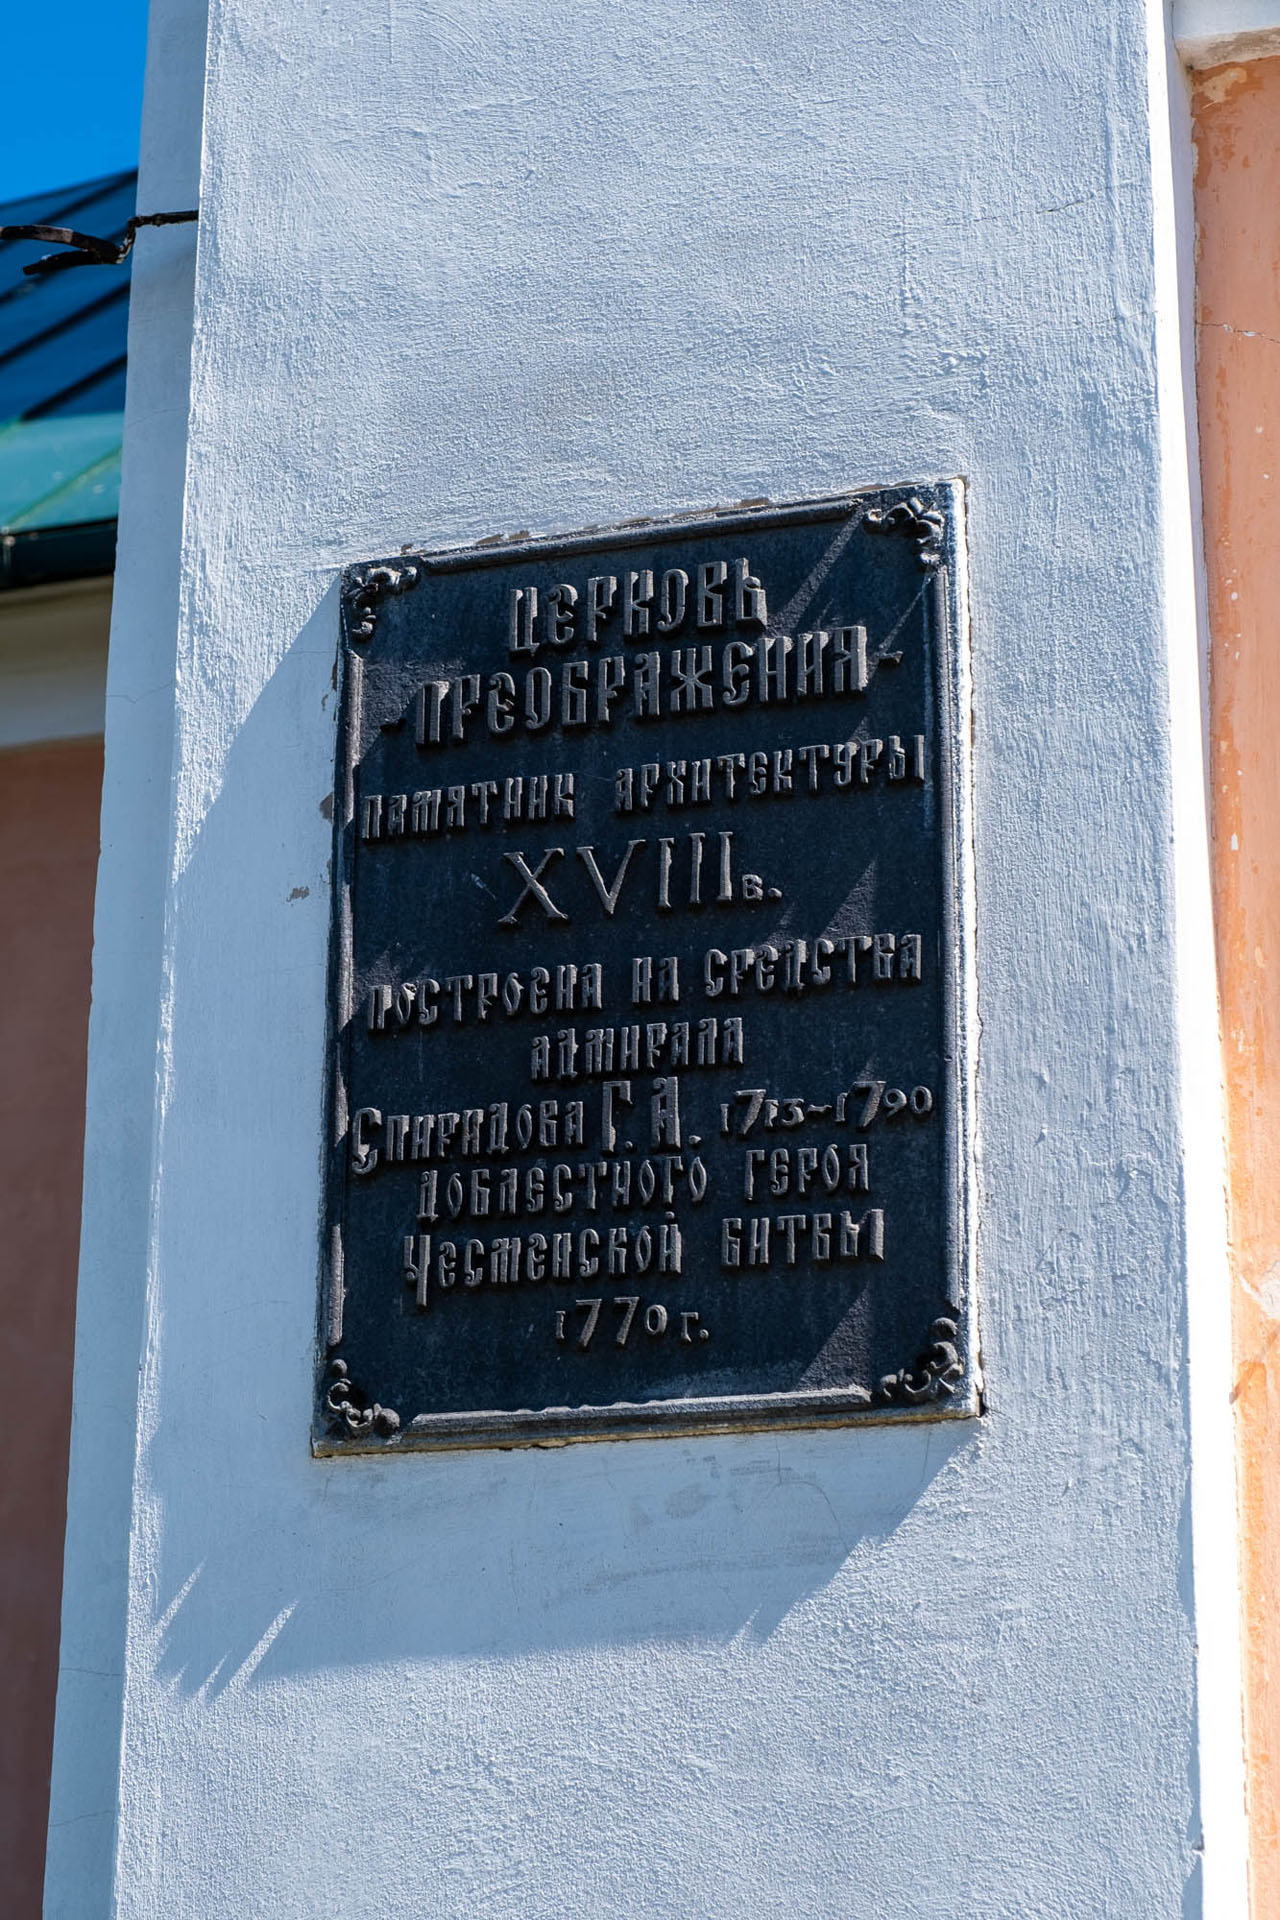 Церковь
-Преображения-
памятник архитектуры
XVIII в.
построена на средства
адмирала
Спиридова Г. А. 1713-1790
доблестного героя
Чесменской битвы
1770 г.